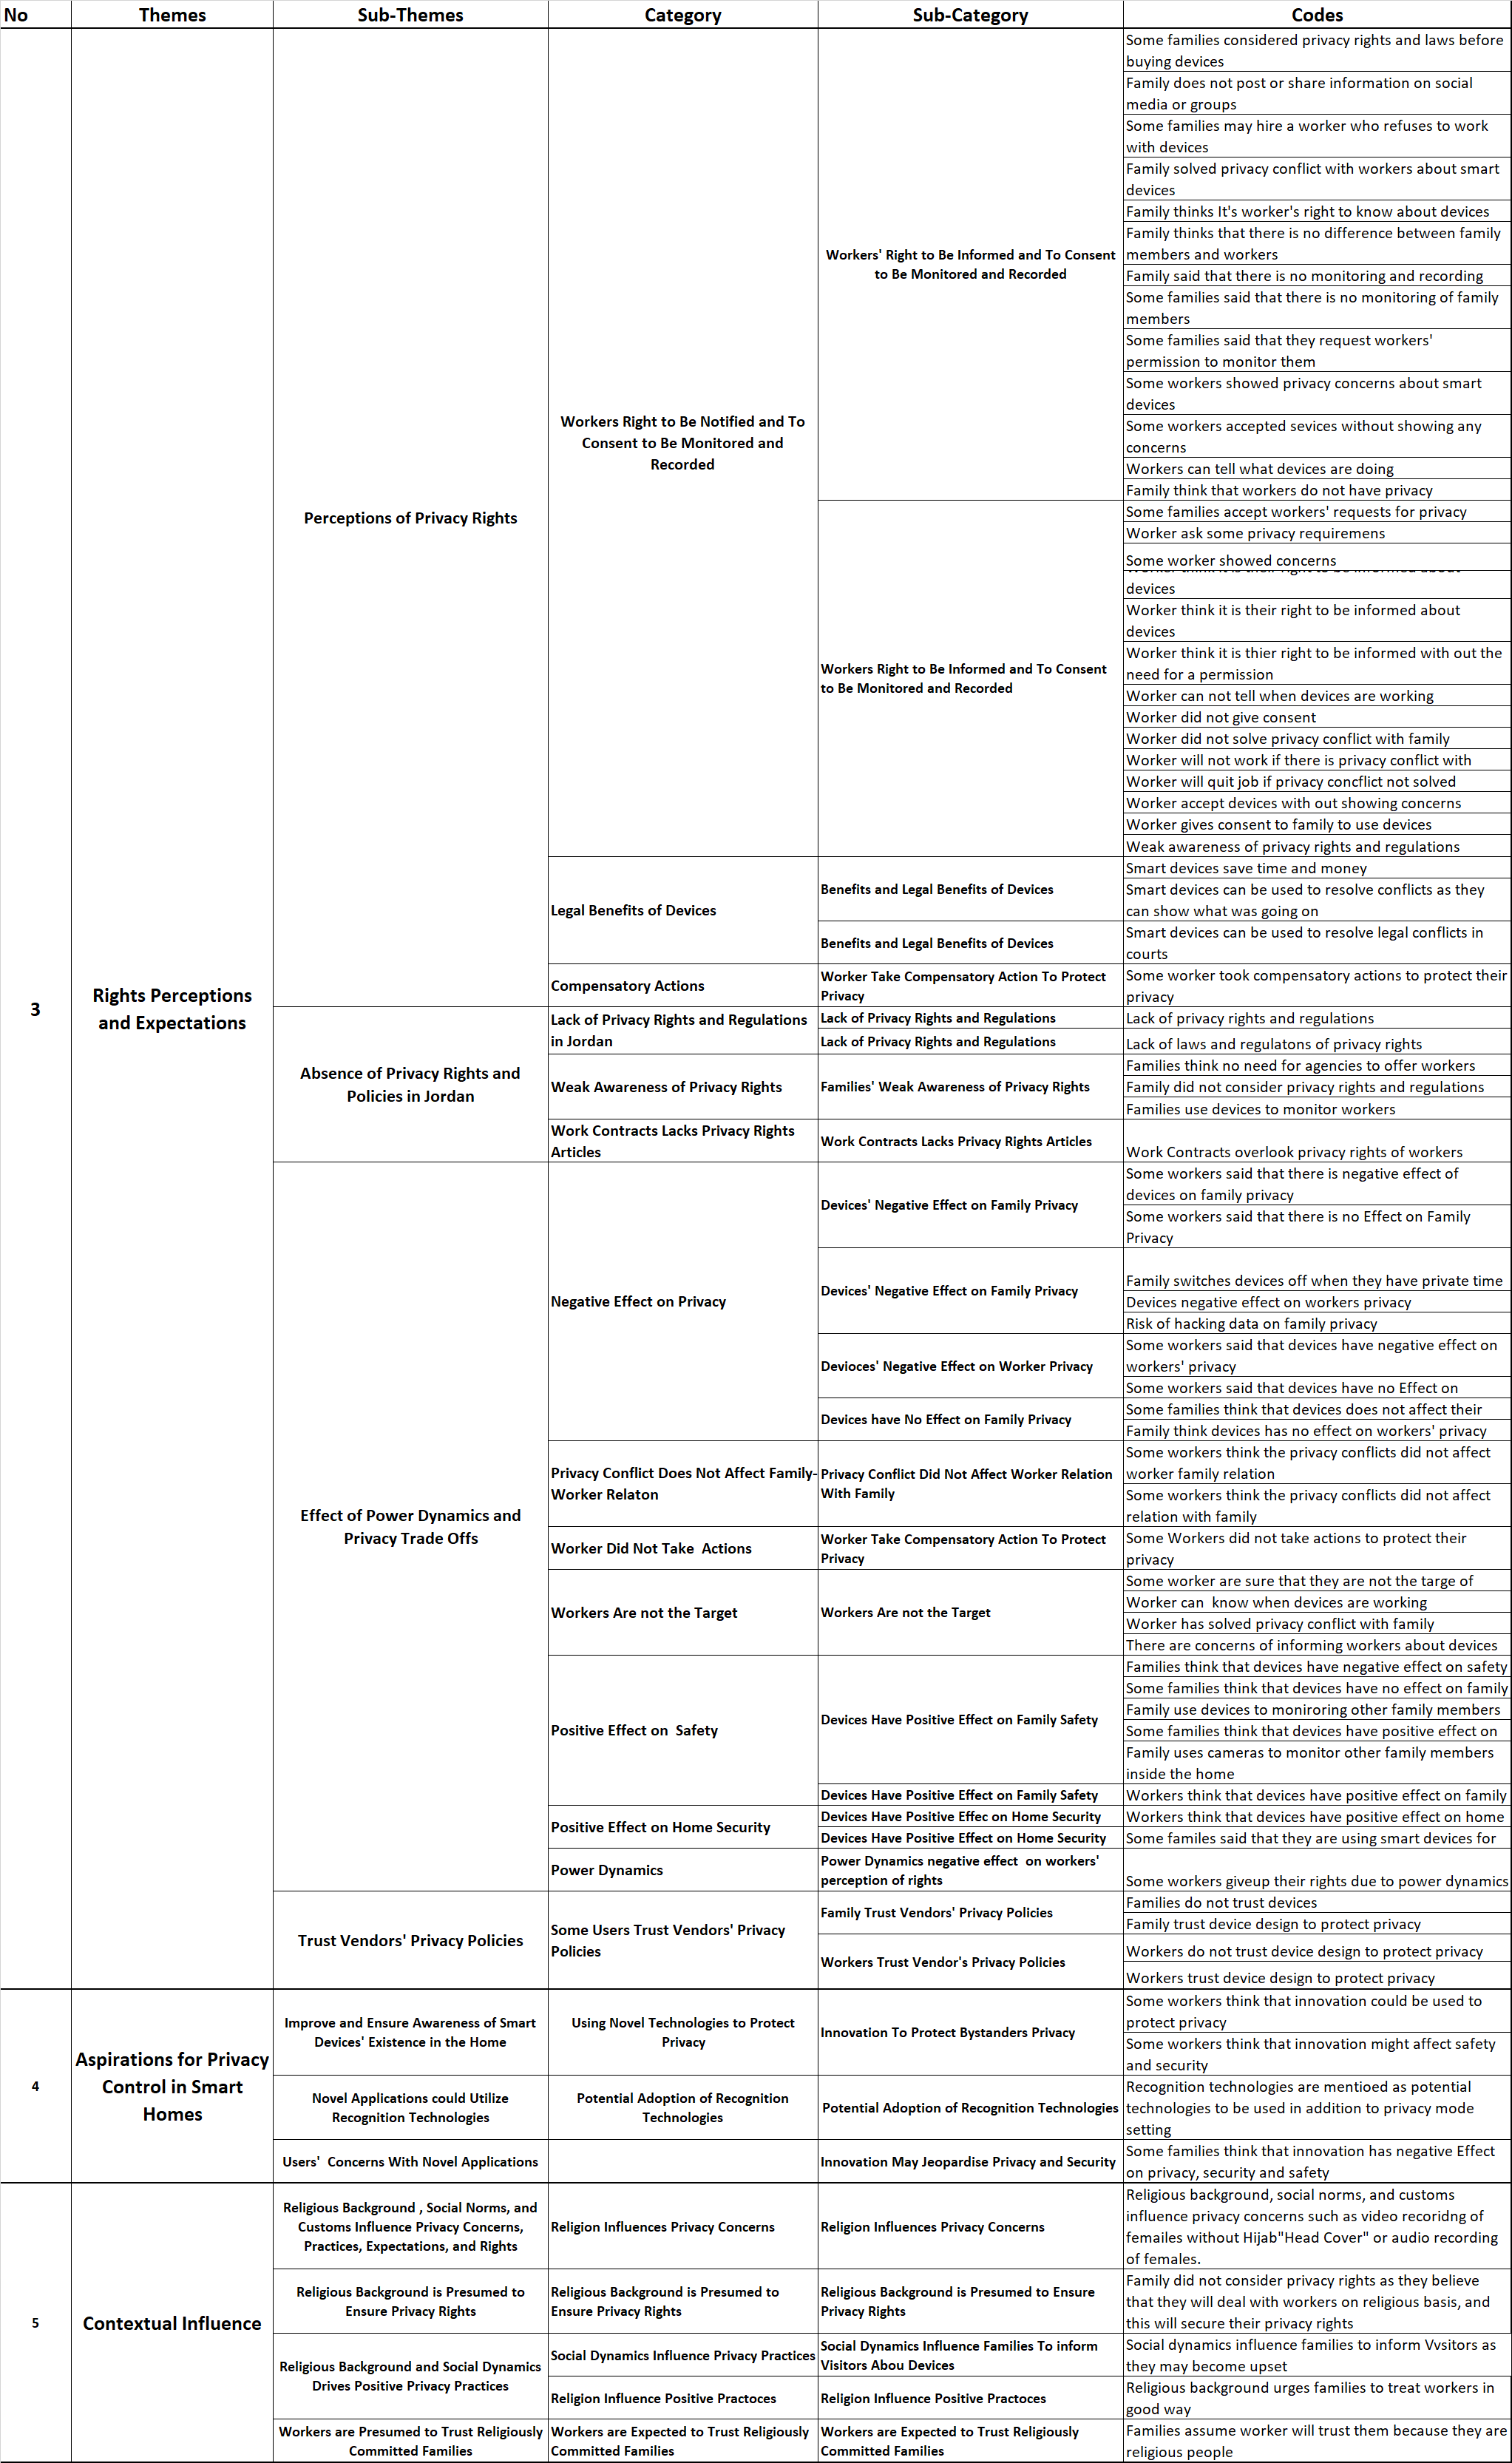 No Themes Sub-Themes Category Sub-Category Codes
3
Rights Perceptions
and Expectations
Perceptions of Privacy Rights
Workers Right to Be Notified and To
Consent to Be Monitored and
Recorded
Workers' Right to Be Informed and To Consent
to Be Monitored and Recorded
Some families considered privacy rights and laws before
buying devices
Family does not post or share information on social
media or groups
Some families may hire a worker who refuses to work
with devices
Family solved privacy conflict with workers about smart
devices
Family thinks It's worker's right to know about devices
Family thinks that there is no difference between family
members and workers
Family said that there is no monitoring and recording
Some families said that there is no monitoring of family
members
Some families said that they request workers'
permission to monitor them
Some workers showed privacy concerns about smart
devices
Some workers accepted sevices without showing any
concerns
Workers can tell what devices are doing
Family think that workers do not have privacy
Workers Right to Be Informed and To Consent
to Be Monitored and Recorded
Some families accept workers' requests for privacy
Worker ask some privacy requiremens
Some worker showed concerns
devices
Worker think it is their right to be informed about
devices
Worker think it is thier right to be informed with out the
need for a permission
Worker can not tell when devices are working
Worker did not give consent
Worker did not solve privacy conflict with family
Worker will not work if there is privacy conflict with
Worker will quit job if privacy concflict not solved
Worker accept devices with out showing concerns
Worker gives consent to family to use devices
Weak awareness of privacy rights and regulations
Legal Benefits of Devices
Benefits and Legal Benefits of Devices
Smart devices save time and money
Smart devices can be used to resolve conflicts as they
can show what was going on
Benefits and Legal Benefits of Devices
Smart devices can be used to resolve legal conflicts in
courts
Compensatory Actions
Worker Take Compensatory Action To Protect
Privacy
Some worker took compensatory actions to protect their
privacy
Absence of Privacy Rights and
Policies in Jordan
Lack of Privacy Rights and Regulations
in Jordan
Lack of Privacy Rights and Regulations
Lack of privacy rights and regulations
Lack of Privacy Rights and Regulations
Lack of laws and regulatons of privacy rights
Weak Awareness of Privacy Rights
Families' Weak Awareness of Privacy Rights
Families think no need for agencies to offer workers
Family did not consider privacy rights and regulations
Families use devices to monitor workers
Work Contracts Lacks Privacy Rights
Articles
Work Contracts Lacks Privacy Rights Articles
Work Contracts overlook privacy rights of workers
Effect of Power Dynamics and
Privacy Trade Offs
Negative Effect on Privacy
Devices' Negative Effect on Family Privacy
Some workers said that there is negative effect of
devices on family privacy
Some workers said that there is no Effect on Family
Privacy
Devices' Negative Effect on Family Privacy
Family switches devices off when they have private time
Devices negative effect on workers privacy
Risk of hacking data on family privacy
Devioces' Negative Effect on Worker Privacy
Some workers said that devices have negative effect on
workers' privacy
Some workers said that devices have no Effect on
Devices have No Effect on Family Privacy
Some families think that devices does not affect their
Family think devices has no effect on workers' privacy
Privacy Conflict Does Not Affect Family-
Worker Relaton
Privacy Conflict Did Not Affect Worker Relation
With Family
Some workers think the privacy conflicts did not affect
worker family relation
Some workers think the privacy conflicts did not affect
relation with family
Worker Did Not Take  Actions
Worker Take Compensatory Action To Protect
Privacy
Some Workers did not take actions to protect their
privacy
Workers Are not the Target
Workers Are not the Target
Some worker are sure that they are not the targe of
Worker can  know when devices are working
Worker has solved privacy conflict with family
There are concerns of informing workers about devices
Positive Effect on  Safety
Devices Have Positive Effect on Family Safety
Families think that devices have negative effect on safety
Some families think that devices have no effect on family
Family use devices to moniroring other family members
Some families think that devices have positive effect on
Family uses cameras to monitor other family members
inside the home
Devices Have Positive Effect on Family Safety
Workers think that devices have positive effect on family
Positive Effect on Home Security
Devices Have Positive Effec on Home Security
Workers think that devices have positive effect on home
Devices Have Positive Effect on Home Security
Some familes said that they are using smart devices for
Power Dynamics
Power Dynamics negative effect  on workers'
perception of rights
Some workers giveup their rights due to power dynamics
Trust Vendors' Privacy Policies
Some Users Trust Vendors' Privacy
Policies
Family Trust Vendors' Privacy Policies
Families do not trust devices
Family trust device design to protect privacy
Workers Trust Vendor's Privacy Policies
Workers do not trust device design to protect privacy
Workers trust device design to protect privacy
4
Aspirations for Privacy
Control in Smart
Homes
Improve and Ensure Awareness of Smart
Devices' Existence in the Home
Using Novel Technologies to Protect
Privacy
Innovation To Protect Bystanders Privacy
Some workers think that innovation could be used to
protect privacy
Some workers think that innovation might affect safety
and security
Novel Applications could Utilize
Recognition Technologies
Potential Adoption of Recognition
Technologies
Potential Adoption of Recognition Technologies
Recognition technologies are mentioed as potential
technologies to be used in addition to privacy mode
setting
Users'  Concerns With Novel Applications
Innovation May Jeopardise Privacy and Security
Some families think that innovation has negative Effect
on privacy, security and safety
5
Contextual Influence
Religious Background , Social Norms, and
Customs Influence Privacy Concerns,
Practices, Expectations, and Rights
Religion Influences Privacy Concerns
Religion Influences Privacy Concerns
Religious background, social norms, and customs
influence privacy concerns such as video recoridng of
femailes without Hijab"Head Cover" or audio recording
of females.
Religious Background is Presumed to
Ensure Privacy Rights
Religious Background is Presumed to
Ensure Privacy Rights
Religious Background is Presumed to Ensure
Privacy Rights
Family did not consider privacy rights as they believe
that they will deal with workers on religious basis, and
this will secure their privacy rights
Religious Background and Social Dynamics
Drives Positive Privacy Practices
Social Dynamics Influence Privacy Practices
Social Dynamics Influence Families To inform
Visitors Abou Devices
Social dynamics influence families to inform Vvsitors as
they may become upset
Religion Influence Positive Practoces
Religion Influence Positive Practoces
Religious background urges families to treat workers in
good way
Workers are Presumed to Trust Religiously
Committed Families
Workers are Expected to Trust Religiously
Committed Families
Workers are Expected to Trust Religiously
Committed Families
Families assume worker will trust them because they are
religious people